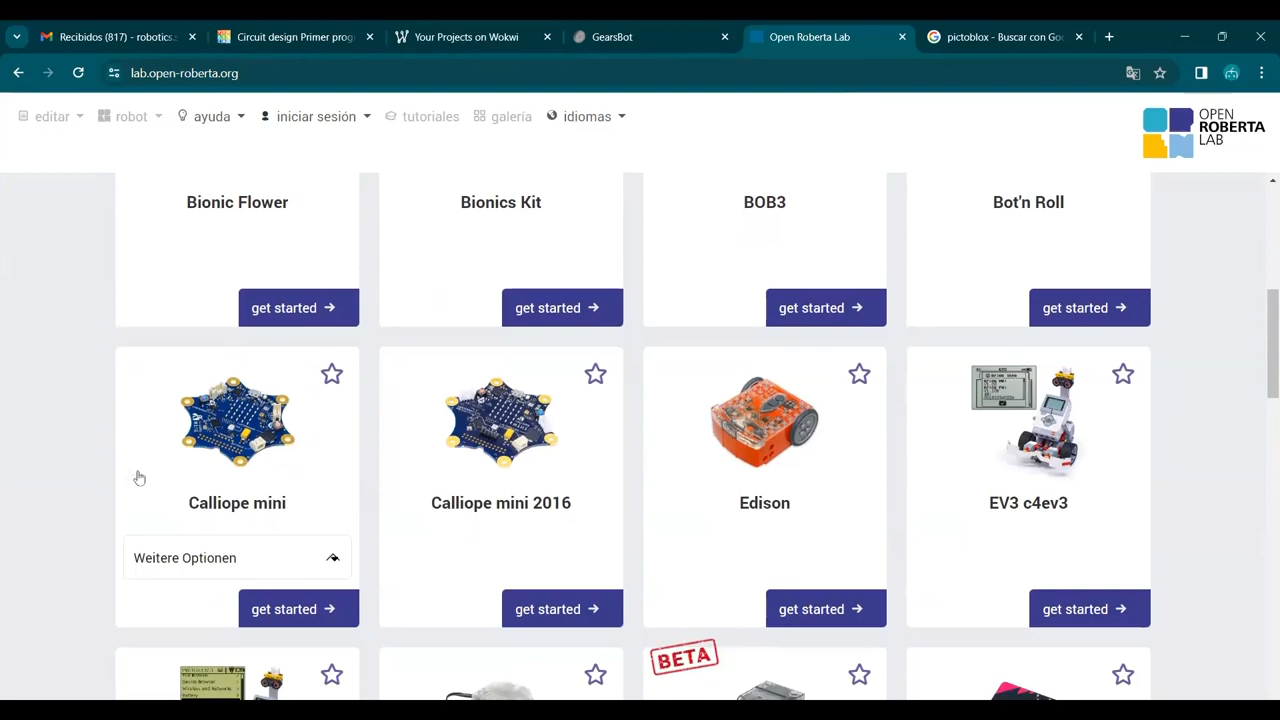 Recibidos (817) - robotics.
Circuit design Primer prog
Your Projects on Wokwi
GearsBot
Open Roberta Lab
pictoblox - Buscar con Go
lab.open-roberta.org
editar
robot
ayuda
iniciar sesión
tutoriales
galería
idiomas
OPEN
ROBERTA
LAB
Bionic Flower
Bionics Kit
BOB3
Bot'n Roll
get started
get started
get started
get started
Calliope mini
Calliope mini 2016
Edison
EV3 c4ev3
Weitere Optionen
get started
get started
get started
get started
BETA